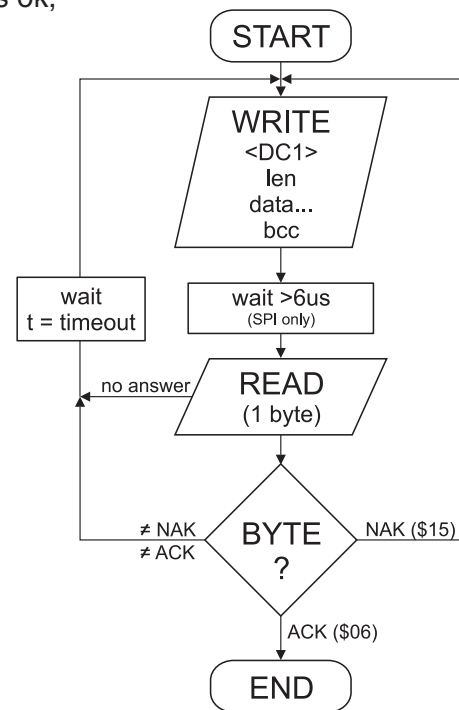 s ok,
START
WRITE
<DC1>
len
data...
bcc
wait
t = timeout
wait >6us
(SPI only)
no answer
READ
(1 byte)
≠ NAK
≠ ACK
BYTE
?
NAK ($15)
ACK ($06)
END